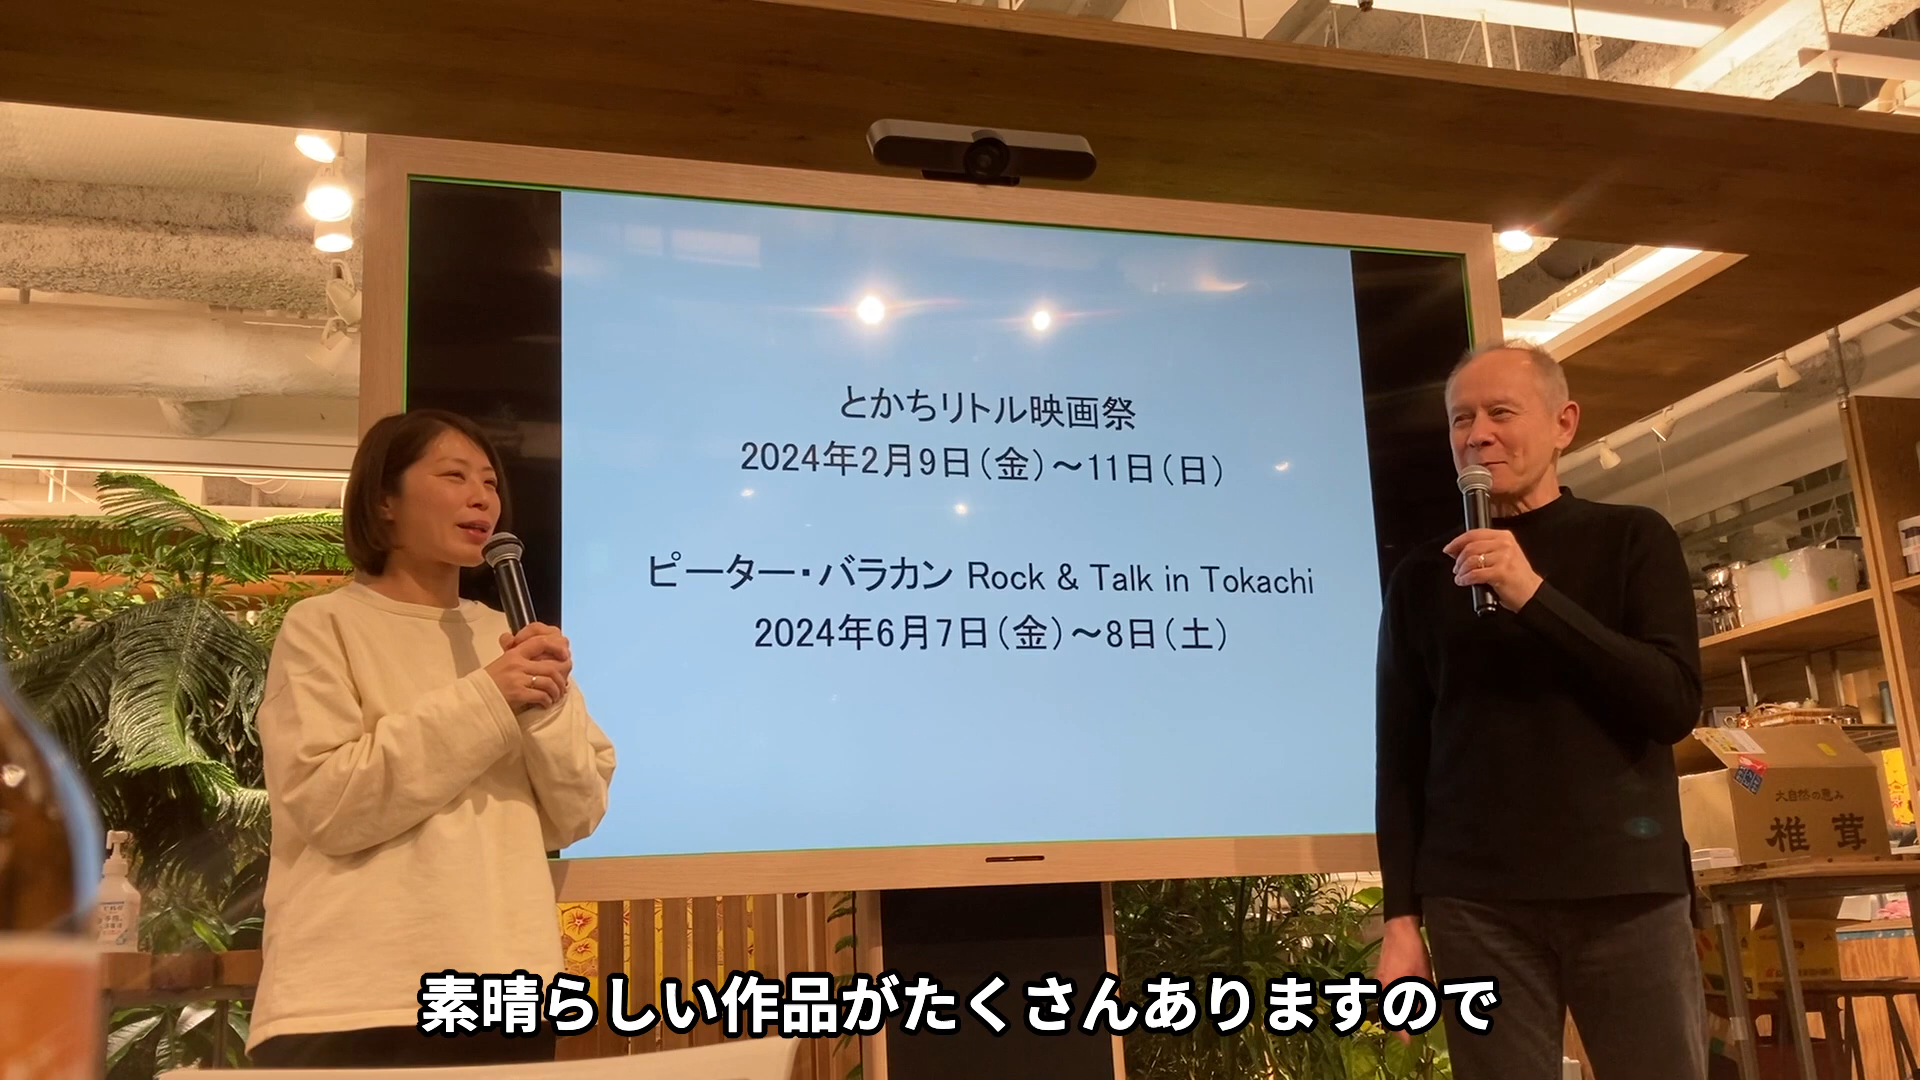 とかちリトル映画祭
2024年2月9日（金）～11日（日）
ピーター・バラカン Rock & Talk in Tokachi
2024年6月7日（金）～8日（土）
大自然の恵み
椎茸
素晴らしい作品がたくさんありますので